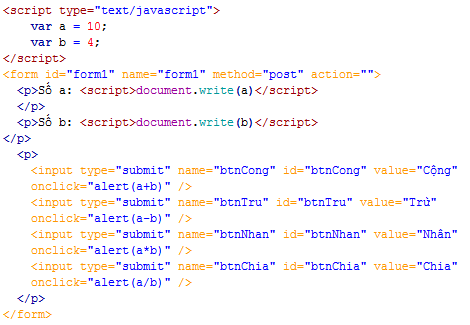 <script type="text/javascript">
    var a = 10;
    var b = 4;
</script>
<form id="form1" name="form1" method="post" action="">
  <p>Số a: <script>document.write(a)</script>
  </p>
  <p>Số b: <script>document.write(b)</script>
</p>
  <p>
    <input type="submit" name="btnCong" id="btnCong" value="Cộng"
    onclick="alert(a+b)" />
    <input type="submit" name="btnTru" id="btnTru" value="Trừ"
    onclick="alert(a-b)" />
    <input type="submit" name="btnNhan" id="btnNhan" value="Nhân"
    onclick="alert(a*b)" />
    <input type="submit" name="btnChia" id="btnChia" value="Chia"
    onclick="alert(a/b)" />
  </p>
</form>